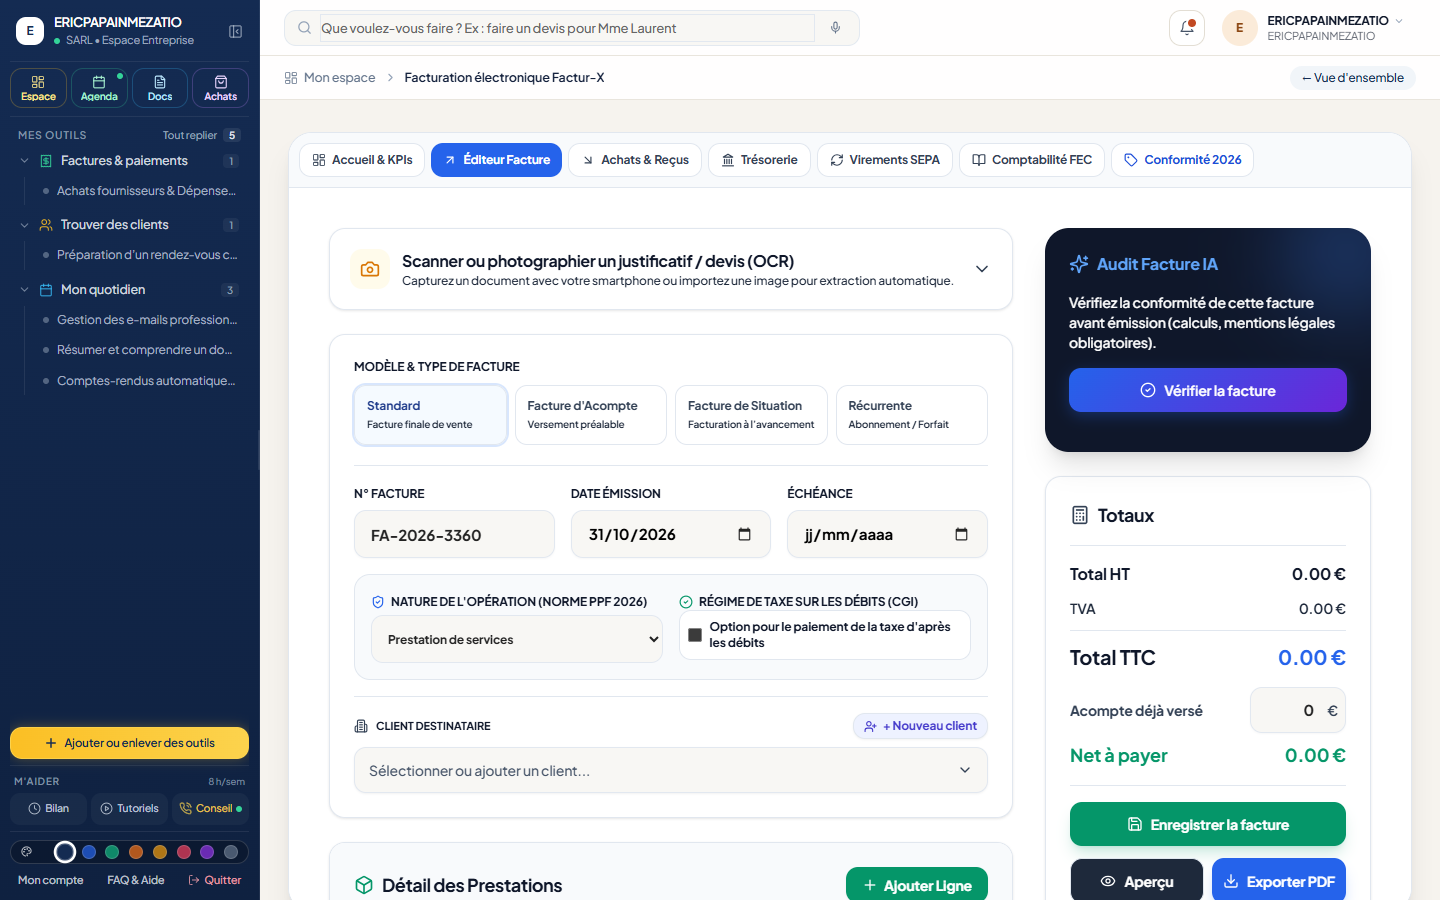 E
ERICPAPAINMEZATIO
SARL • Espace Entreprise
Espace
Agenda
Docs
Achats
MES OUTILS
Tout replier 5
Factures & paiements 1
Achats fournisseurs & Dépense...
Trouver des clients 1
Préparation d'un rendez-vous c...
Mon quotidien 3
Gestion des e-mails profession...
Résumer et comprendre un do...
Comptes-rendus automatique...
+ Ajouter ou enlever des outils
M'AIDER 8h/sem
Bilan
Tutoriels
Conseil
Mon compte
FAQ & Aide
Quitter
Que voulez-vous faire ? Ex : faire un devis pour Mme Laurent
E
ERICPAPAINMEZATIO
ERICPAPAINMEZATIO
Mon espace > Facturation électronique Factur-X
← Vue d'ensemble
Accueil & KPIs
Éditeur Facture
Achats & Reçus
Trésorerie
Virements SEPA
Comptabilité FEC
Conformité 2026
Scanner ou photographier un justificatif / devis (OCR)
Capturez un document avec votre smartphone ou importez une image pour extraction automatique.
MODÈLE & TYPE DE FACTURE
Standard
Facture finale de vente
Facture d'Acompte
Versement préalable
Facture de Situation
Facturation à l'avancement
Récurrente
Abonnement / Forfait
N° FACTURE
DATE ÉMISSION
ÉCHÉANCE
FA-2026-3360
31/10/2026
jj/mm/aaaa
NATURE DE L'OPÉRATION (NORME PPF 2026)
Prestation de services
RÉGIME DE TAXE SUR LES DÉBITS (CGI)
Option pour le paiement de la taxe d'après
les débits
CLIENT DESTINATAIRE
+ Nouveau client
Sélectionner ou ajouter un client...
Détail des Prestations
+ Ajouter Ligne
Audit Facture IA
Vérifiez la conformité de cette facture
avant émission (calculs, mentions légales
obligatoires).
Vérifier la facture
Totaux
Total HT 0.00 €
TVA 0.00 €
Total TTC 0.00 €
Acompte déjà versé 0 €
Net à payer 0.00 €
Enregistrer la facture
Aperçu
Exporter PDF